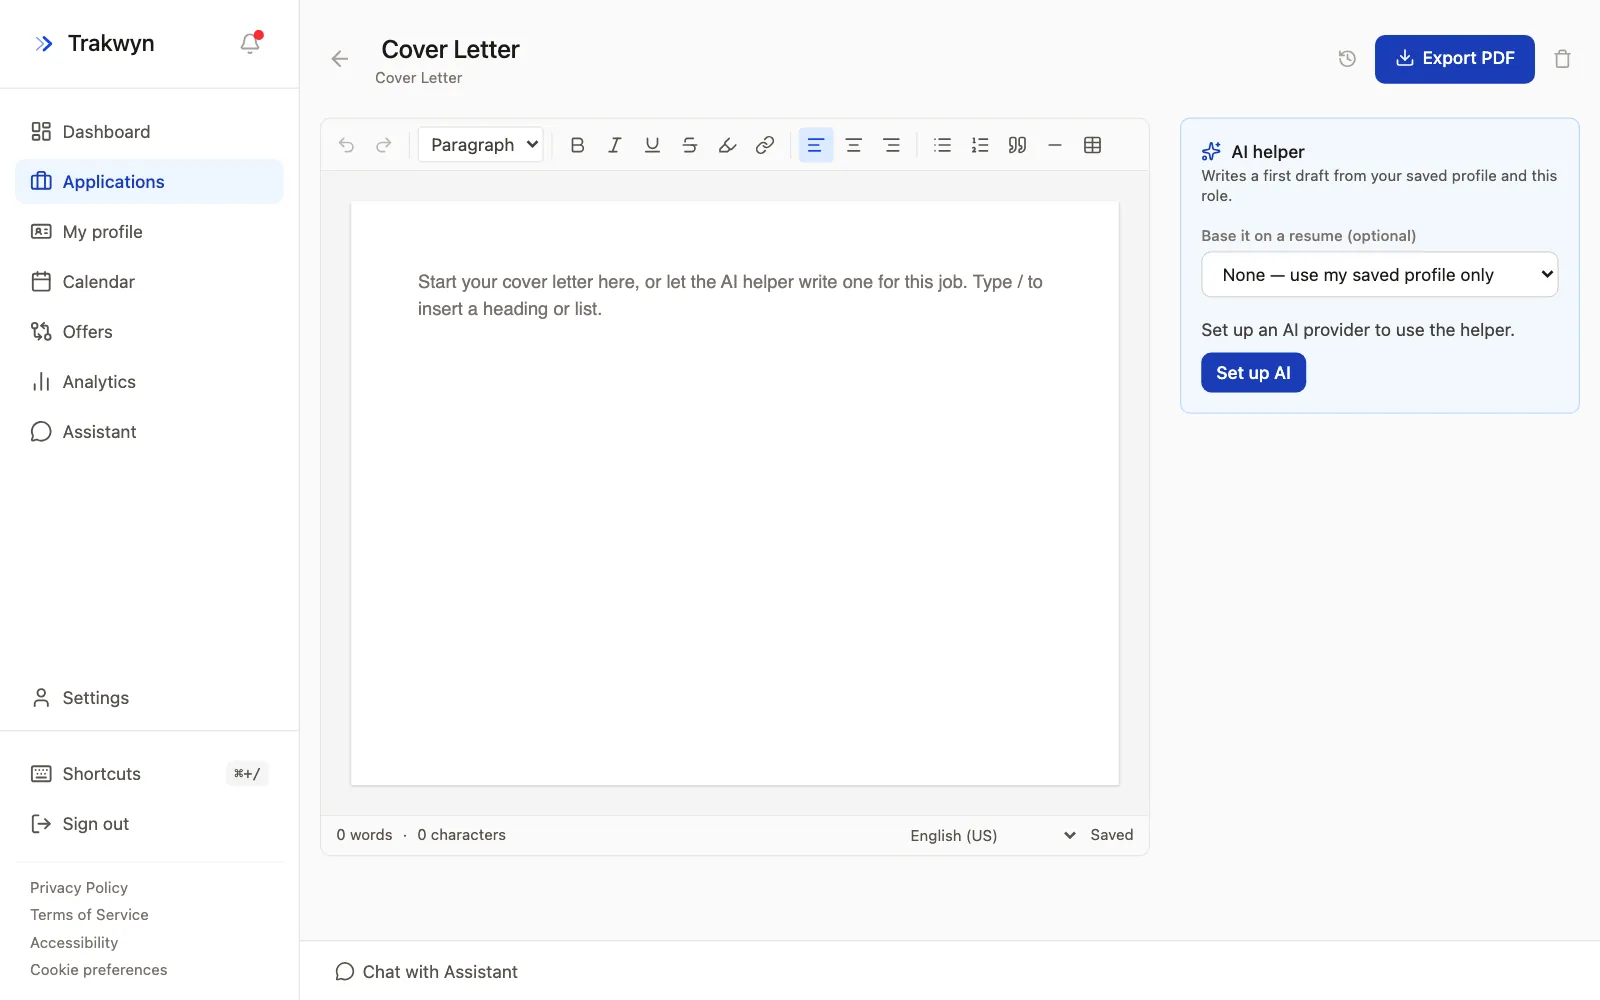 Trakwyn
Dashboard
Applications
My profile
Calendar
Offers
Analytics
Assistant
Settings
Shortcuts
⌘+/
Sign out
Privacy Policy
Terms of Service
Accessibility
Cookie preferences
Cover Letter
Cover Letter
Export PDF
Paragraph
Start your cover letter here, or let the AI helper write one for this job. Type / to
insert a heading or list.
0 words · 0 characters
English (US)
Saved
AI helper
Writes a first draft from your saved profile and this
role.
Base it on a resume (optional)
None — use my saved profile only
Set up an AI provider to use the helper.
Set up AI
Chat with Assistant